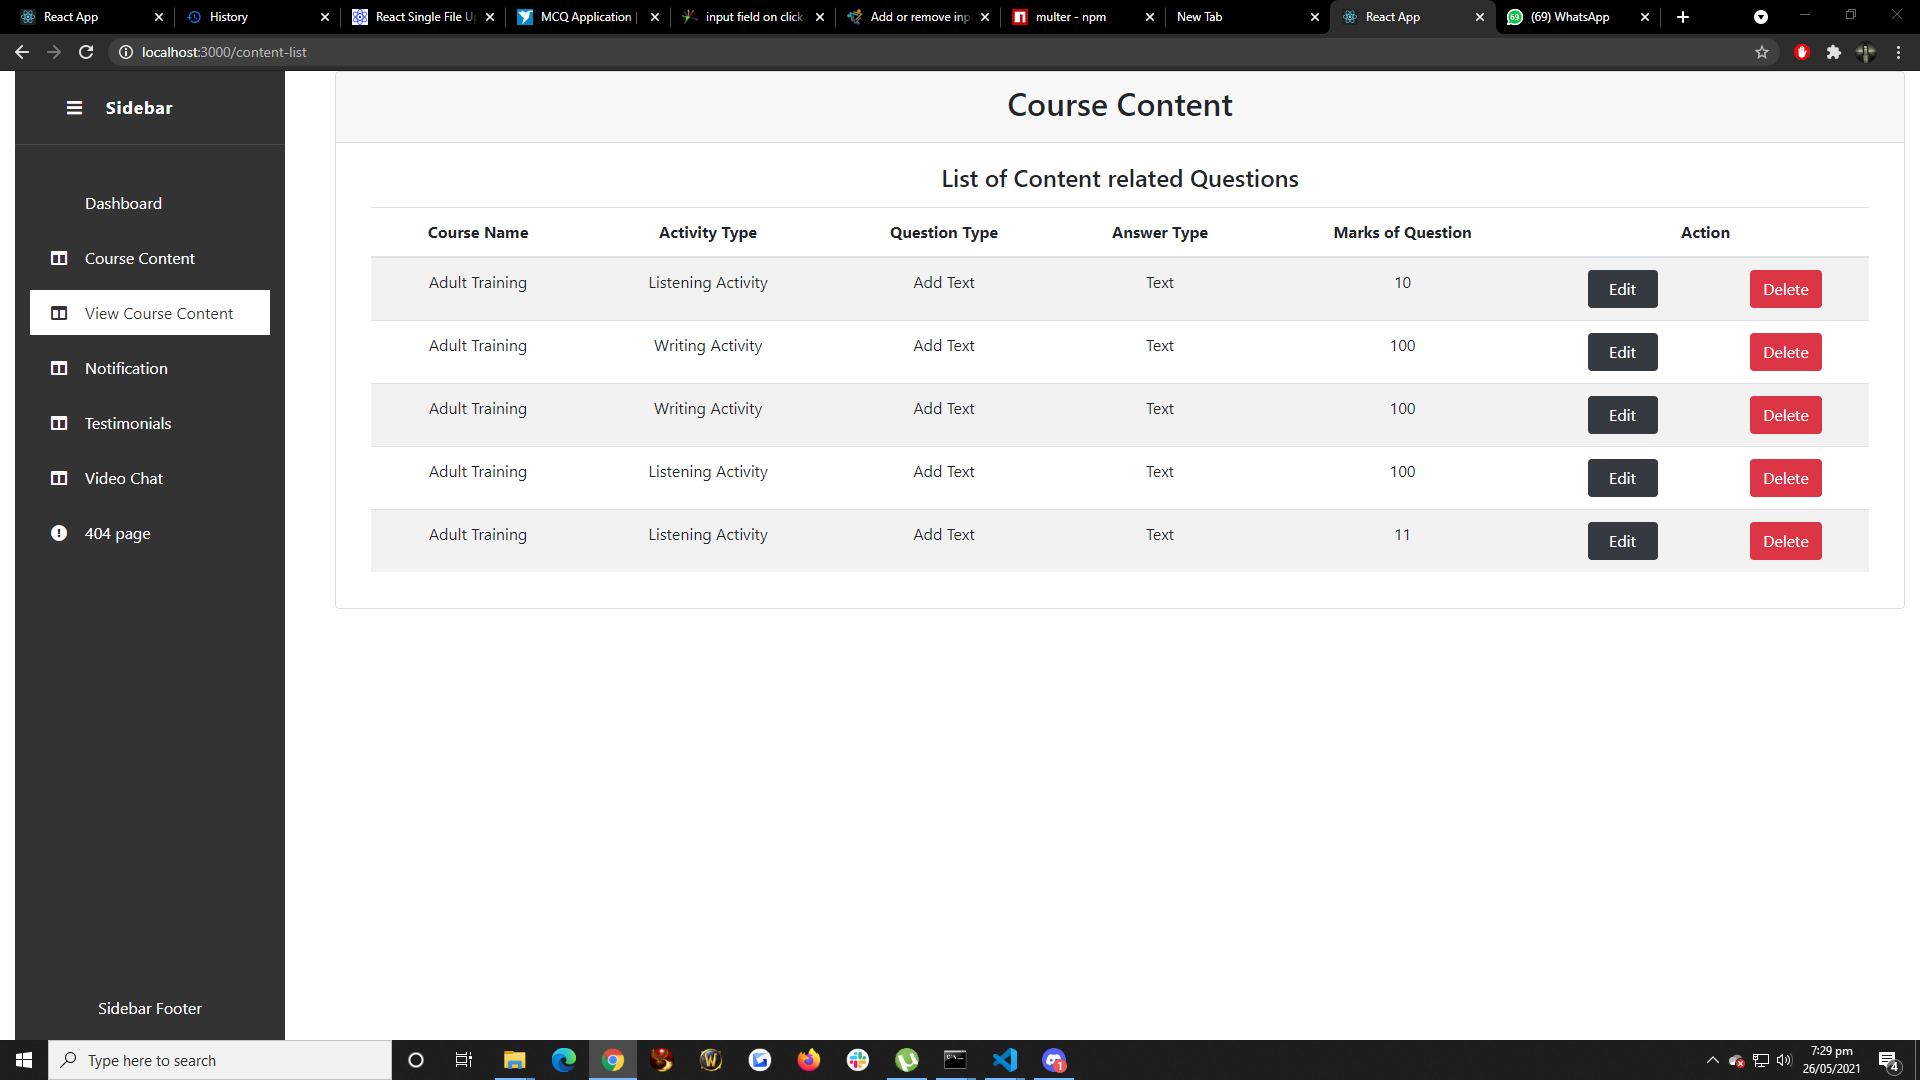 React App
History
React Single File U
MCQ Application |
input field on click
Add or remove inp
multer - npm
New Tab
React App
(69) WhatsApp
localhost:3000/content-list
Sidebar
Dashboard
Course Content
View Course Content
Notification
Testimonials
Video Chat
404 page
Sidebar Footer
Course Content
List of Content related Questions
Course Name Activity Type Question Type Answer Type Marks of Question Action
Adult Training Listening Activity Add Text Text 10 Edit Delete
Adult Training Writing Activity Add Text Text 100 Edit Delete
Adult Training Writing Activity Add Text Text 100 Edit Delete
Adult Training Listening Activity Add Text Text 100 Edit Delete
Adult Training Listening Activity Add Text Text 11 Edit Delete
Type here to search
1
7:29 pm
26/05/2021
4